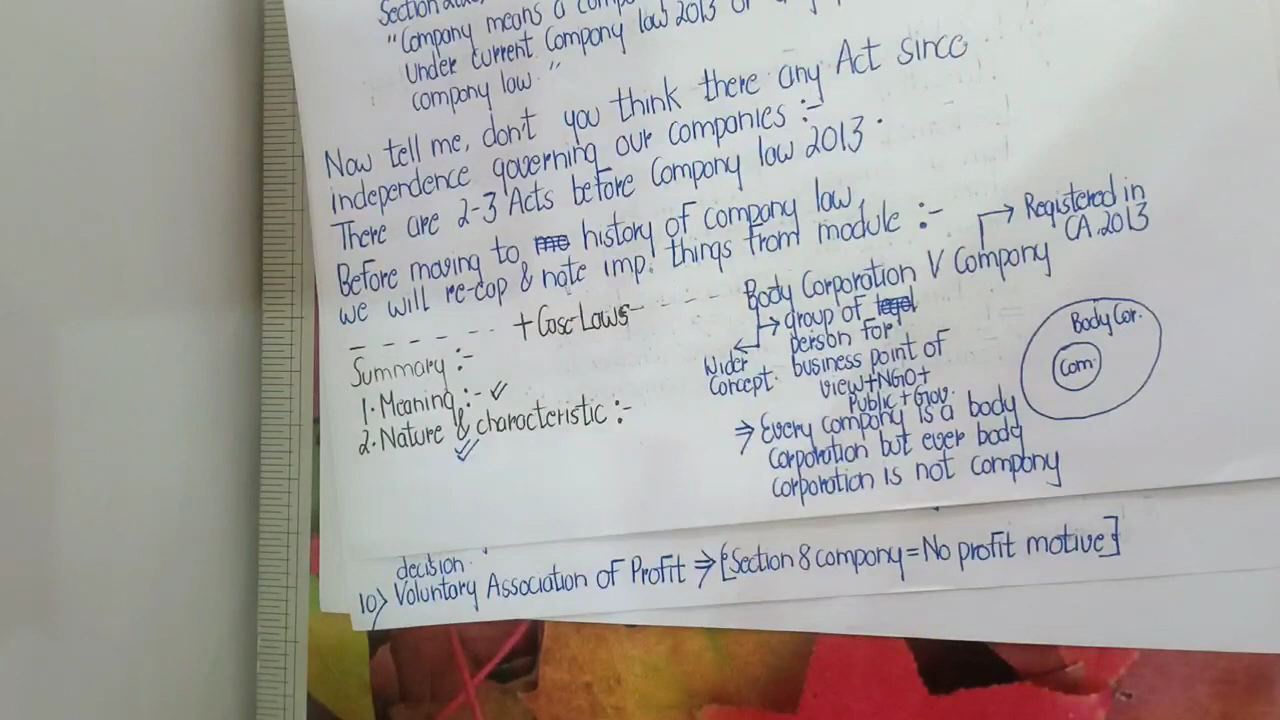 Section
"Company means a
Under current Company law 2013 or
company law."
Now tell me, don't you think there any Act since
independence governing our companies :-
There are 2-3 Acts before Company law 2013.
Before moving to history of company law,
we will re-cap & note imp. things from module :-
+ Case Laws
Summary :-
1. Meaning :- ✓
2. Nature & characteristic :-
Body Corporation V Company
→ Registered in
CA.2013
→ group of
person for
business point of
view+NGO+
Public + Gov.
Wider
Concept.
Body Cor.
Com.
⇒ Every company is a body
Corporation but ever body
Corporation is not company
decision.
10) Voluntary Association of Profit ⇒ [Section 8 company = No profit motive]